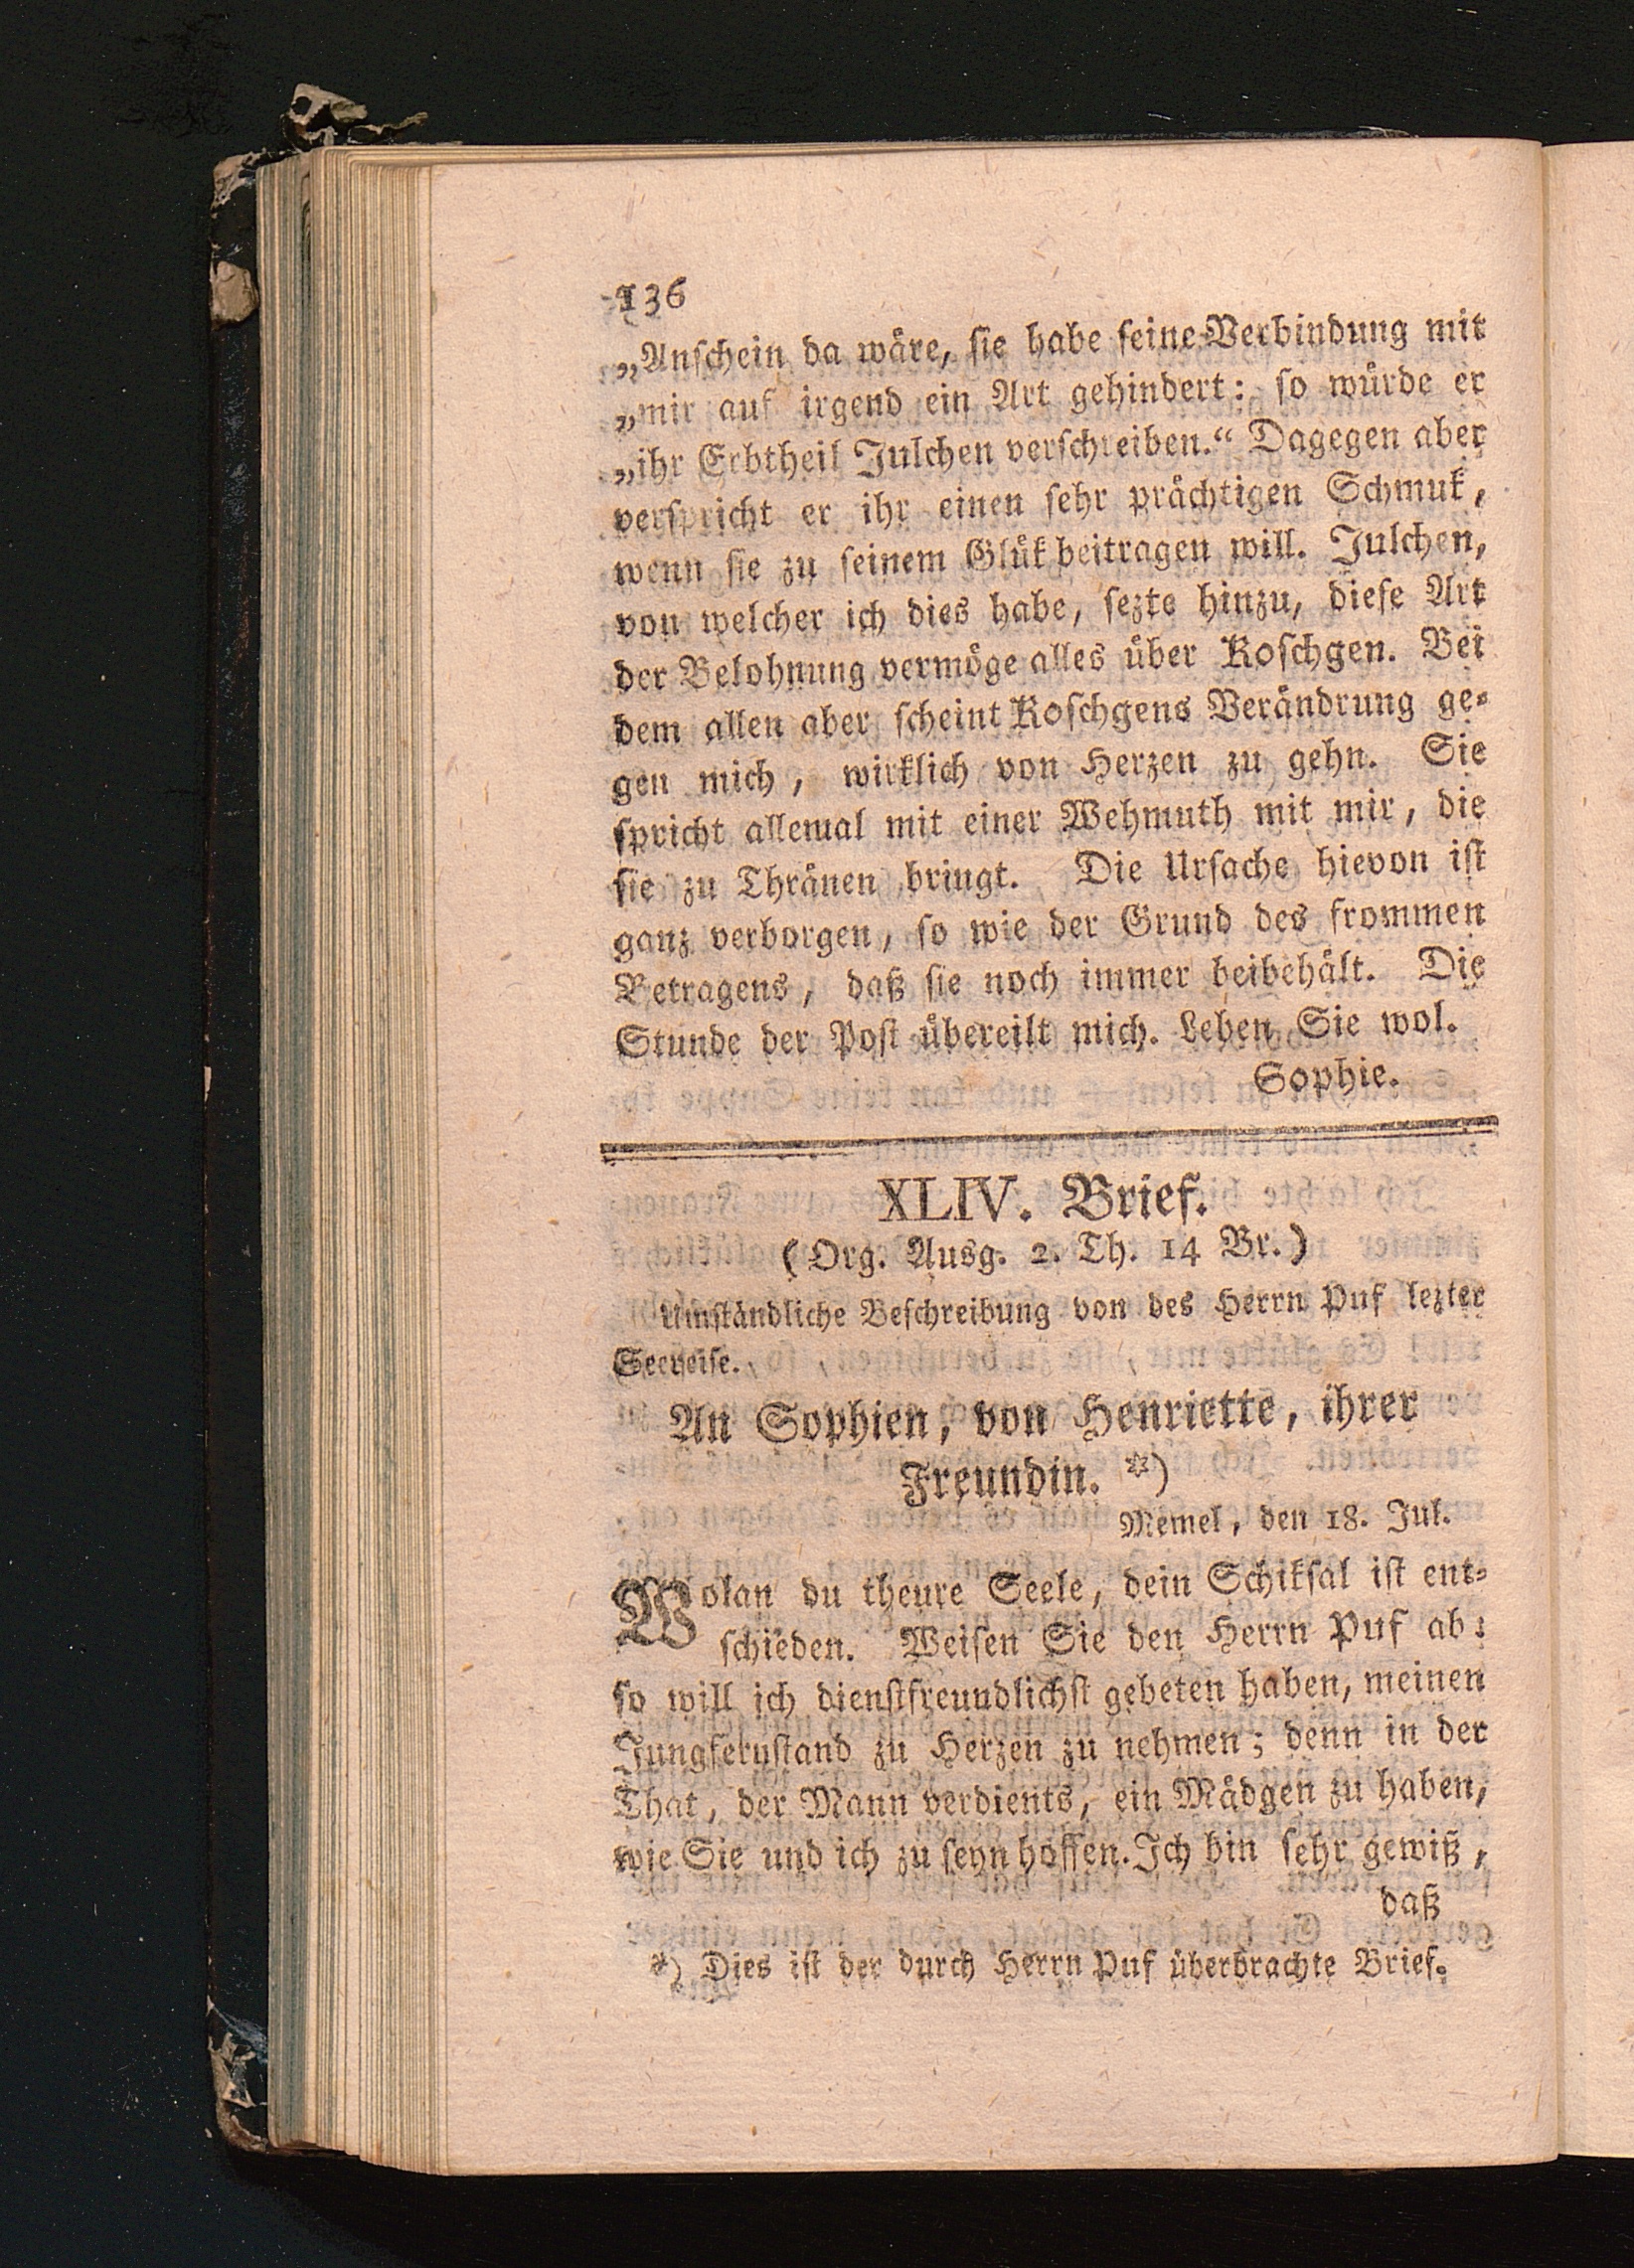 136
„Anschein da wäre, sie habe seine Verbindung mit
„mir auf irgend ein Art gehindert: so würde er
„ihr Erbtheil Julchen verschreiben.“ Dagegen aber
verspricht er ihr einen sehr prächtigen Schmuk,
wenn sie zu seinem Glük beitragen will. Julchen,
von welcher ich dies habe, sezte hinzu, diese Art
der Belohnung vermöge alles über Koschgen. Bei
dem allen aber scheint Koschgens Verändrung ge-
gen mich, wirklich von Herzen zu gehn. Sie
spricht allemal mit einer Wehmuth mit mir, die
sie zu Thränen bringt. Die Ursache hievon ist
ganz verborgen, so wie der Grund des frommen
Betragens, daß sie noch immer beibehält. Die
Stunde der Post übereilt mich. Leben Sie wol.
Sophie.
XLIV. Brief.
(Org. Ausg. 2. Th. 14 Br.)
Umständliche Beschreibung von des Herrn Puf lezter
Seereise.
An Sophien, von Henriette, ihrer
Freundin. *)
Memel, den 18. Jul.
Wolan du theure Seele, dein Schiksal ist ent-
schieden. Weisen Sie den Herrn Puf ab:
so will ich dienstfreundlichst gebeten haben, meinen
Jungfernstand zu Herzen zu nehmen; denn in der
That, der Mann verdients, ein Mädgen zu haben,
wie Sie und ich zu seyn hoffen. Ich bin sehr gewiß,
daß
*) Dies ist der durch Herrn Puf überbrachte Brief.